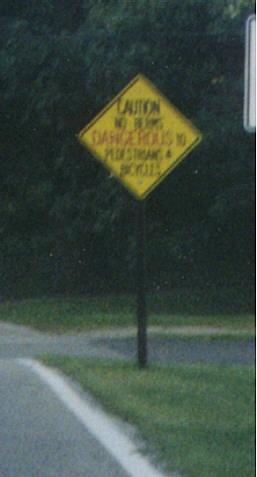 CAUTION
NO BERMS
DANGEROUS TO
PEDESTRIANS &
BICYCLES